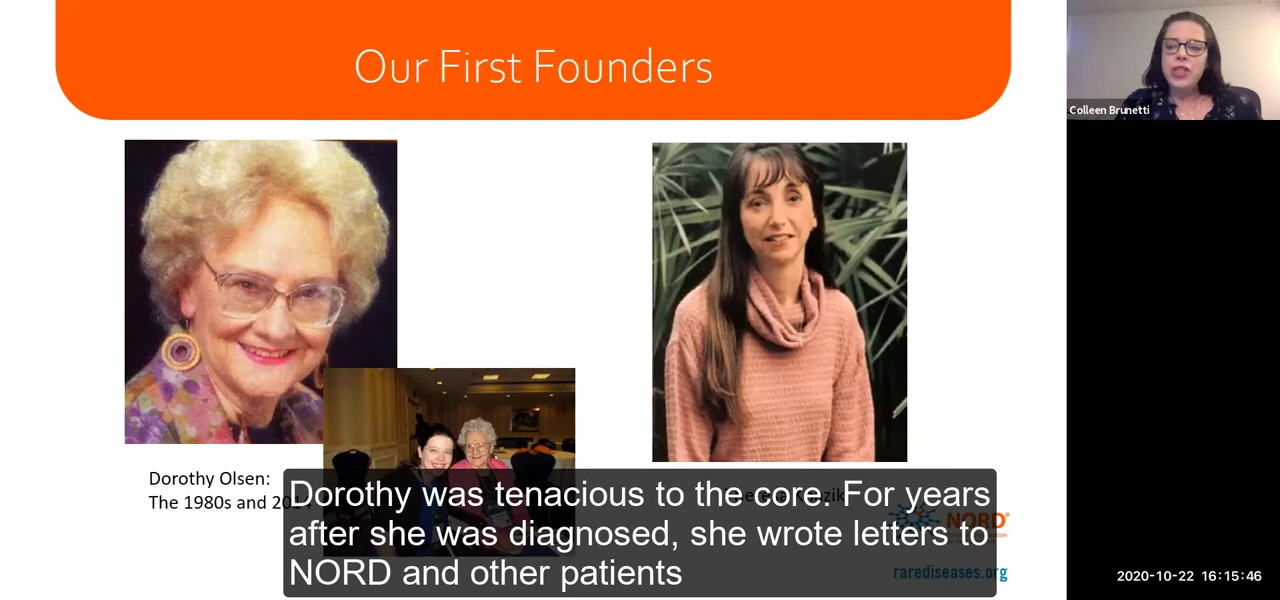 Our First Founders
Colleen Brunetti
Dorothy Olsen:
The 1980s and
Dorothy was tenacious to the core. For years
after she was diagnosed, she wrote letters to
NORD and other patients
NORD®
rarediseases.org
2020-10-22 16:15:46